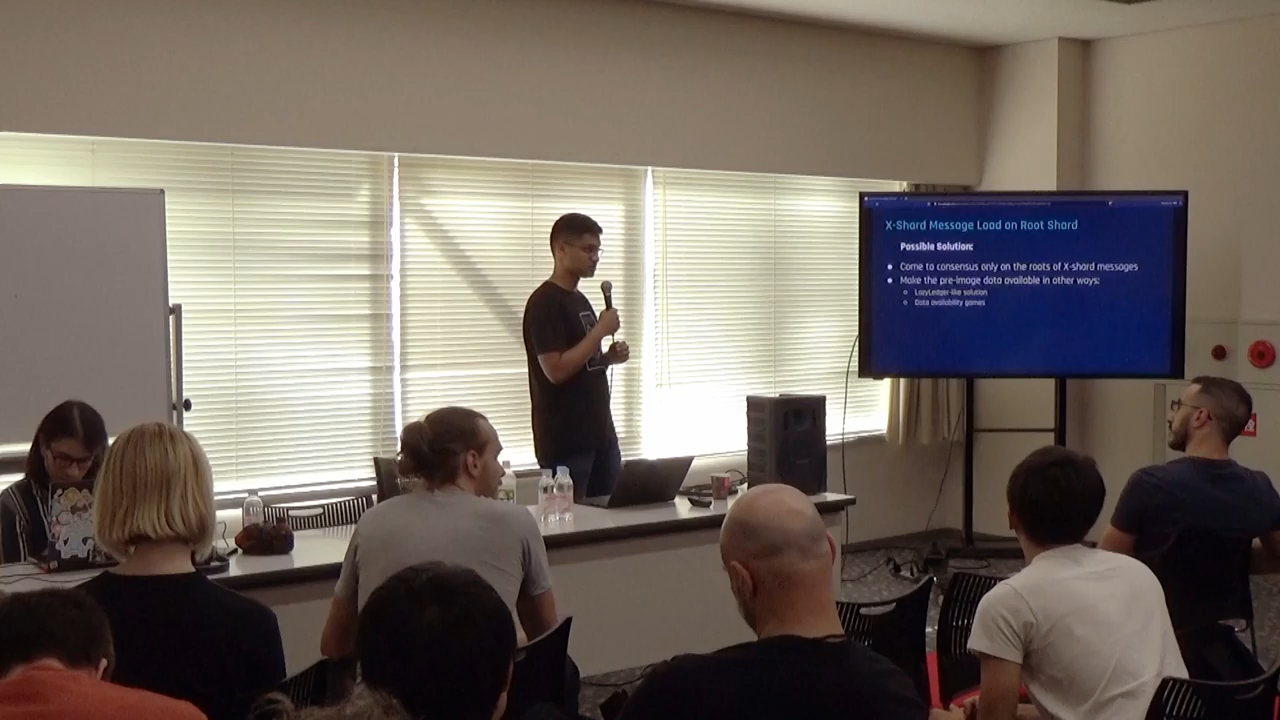 X-Shard Message Load on Root Shard
Possible Solution:
Come to consensus only on the roots of X-shard messages
Make the pre-image data available in other ways:
LazyLedger-like solution
Data availability games